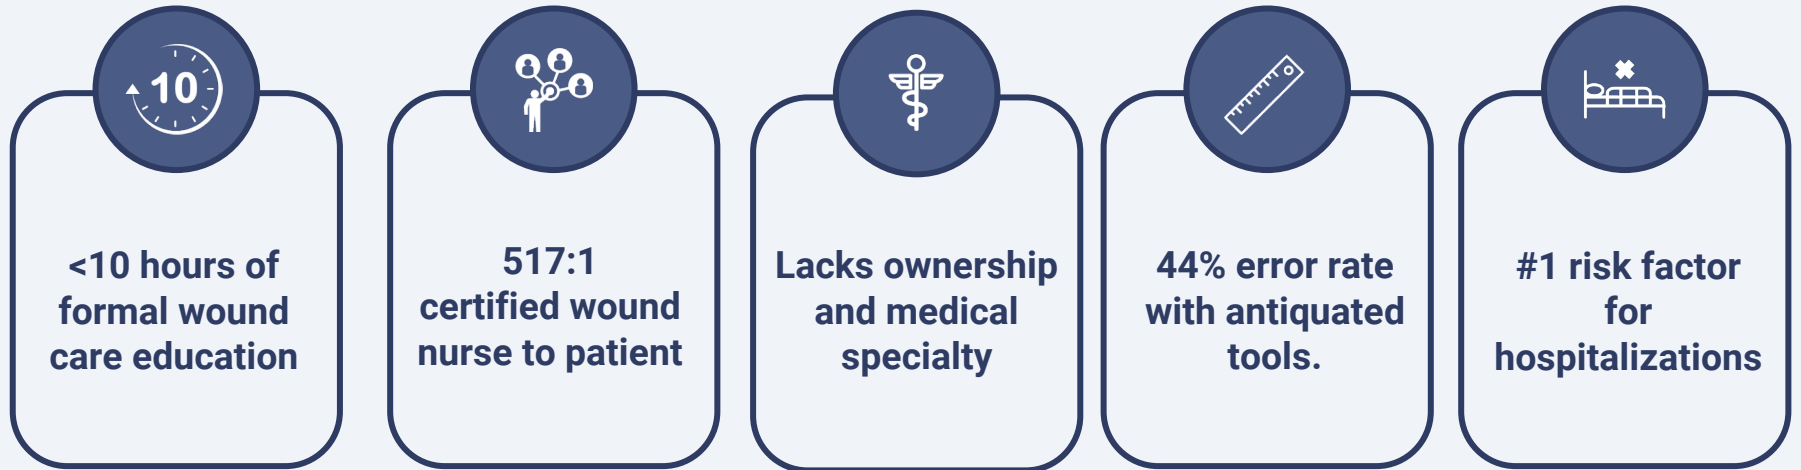 10
<10 hours of
formal wound
care education
517:1
certified wound
nurse to patient
Lacks ownership
and medical
specialty
44% error rate
with antiquated
tools.
#1 risk factor
for
hospitalizations